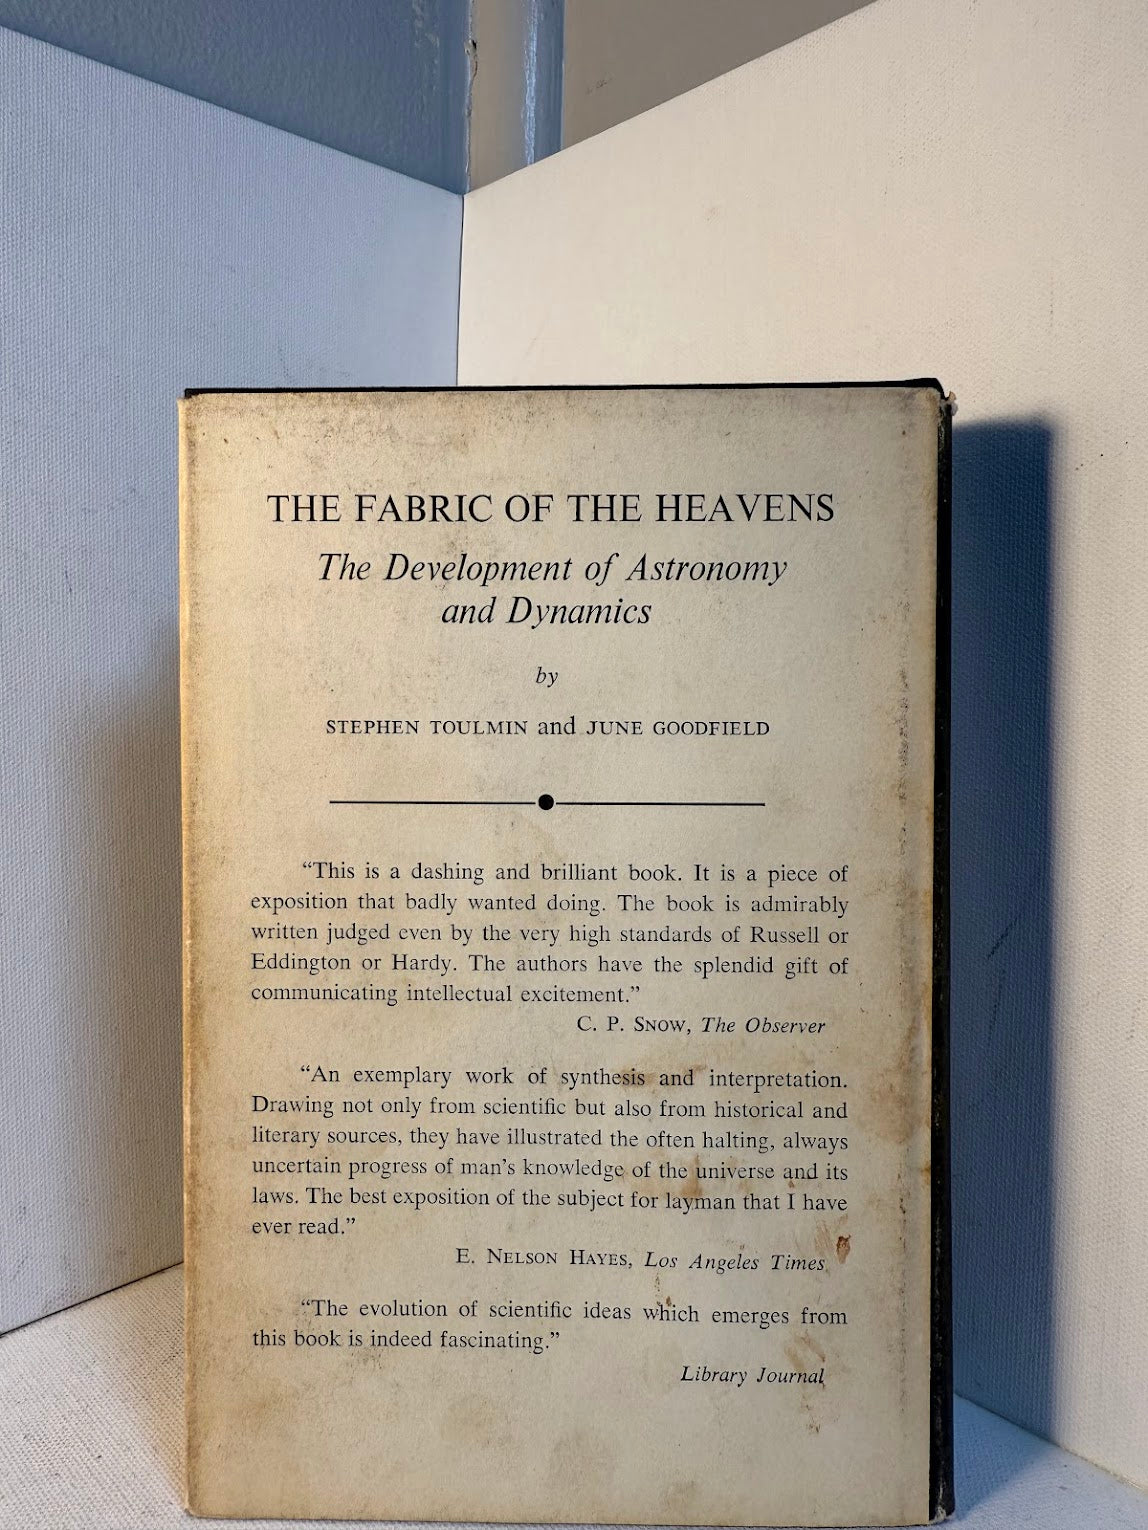 THE FABRIC OF THE HEAVENS
The Development of Astronomy
and Dynamics
by
STEPHEN TOULMIN and JUNE GOODFIELD
“This is a dashing and brilliant book. It is a piece of
exposition that badly wanted doing. The book is admirably
written judged even by the very high standards of Russell or
Eddington or Hardy. The authors have the splendid gift of
communicating intellectual excitement.”
C. P. SNOW, The Observer
“An exemplary work of synthesis and interpretation.
Drawing not only from scientific but also from historical and
literary sources, they have illustrated the often halting, always
uncertain progress of man’s knowledge of the universe and its
laws. The best exposition of the subject for layman that I have
ever read.”
E. NELSON HAYES, Los Angeles Times
“The evolution of scientific ideas which emerges from
this book is indeed fascinating.”
Library Journal